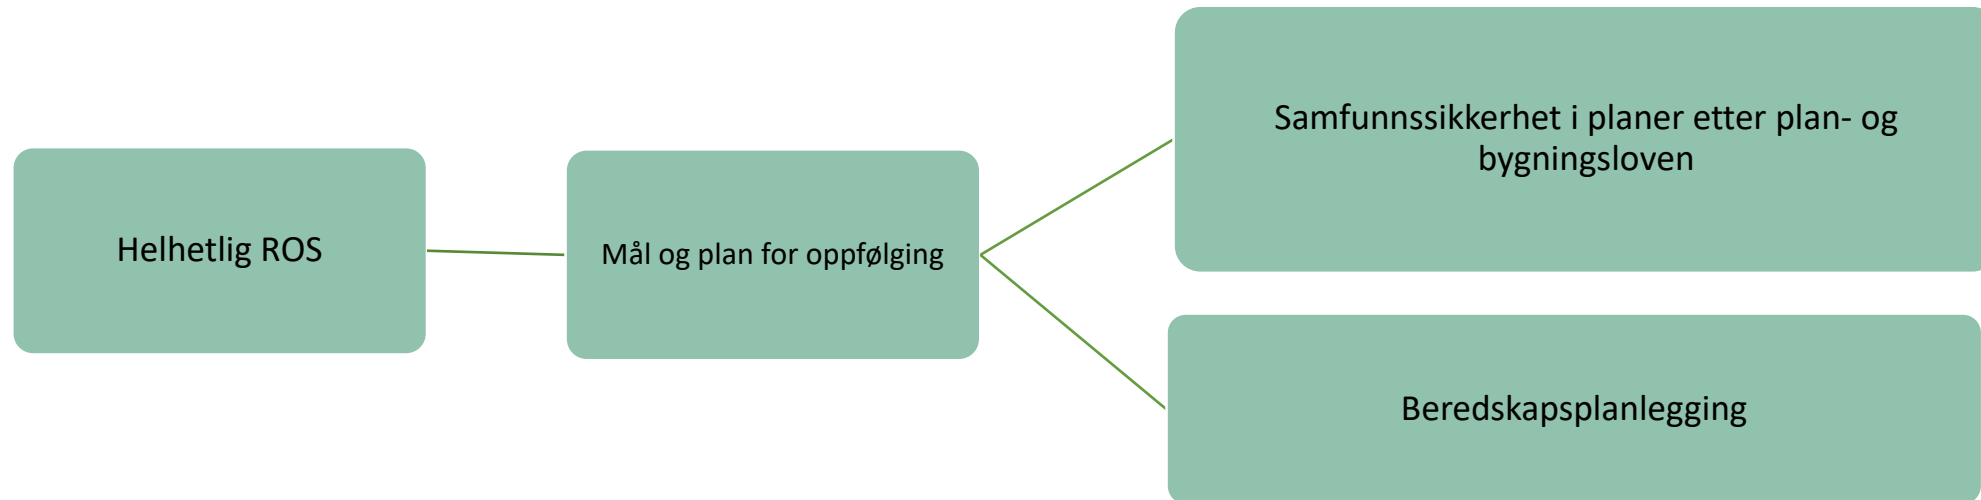 Helhetlig ROS
Mål og plan for oppfølging
Samfunnssikkerhet i planer etter plan- og
bygningsloven
Beredskapsplanlegging